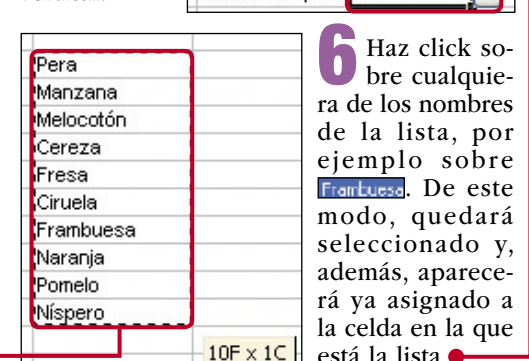 Pera
Manzana
Melocotón
Cereza
Fresa
Ciruela
Frambuesa
Naranja
Pomelo
Níspero
10F x 1C
6 Haz click so-
bre cualquie-
ra de los nombres
de la lista, por
ejemplo sobre
Frambuesa. De este
modo, quedará
seleccionado y,
además, aparece-
rá ya asignado a
la celda en la que
está la lista